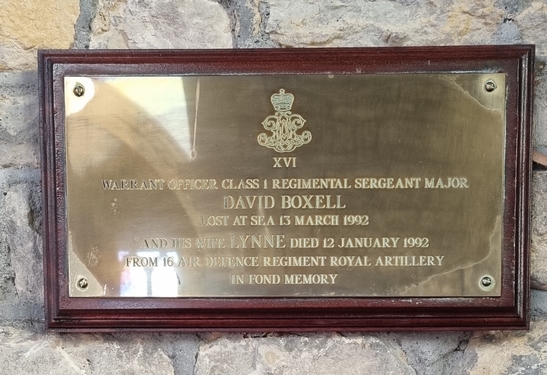 XVI
WARRANT OFFICER CLASS 1 REGIMENTAL SERGEANT MAJOR
DAVID BOXELL
LOST AT SEA 13 MARCH 1992
AND HIS WIFE LYNNE DIED 12 JANUARY 1992
FROM 16 AIR DEFENCE REGIMENT ROYAL ARTILLERY
IN FOND MEMORY